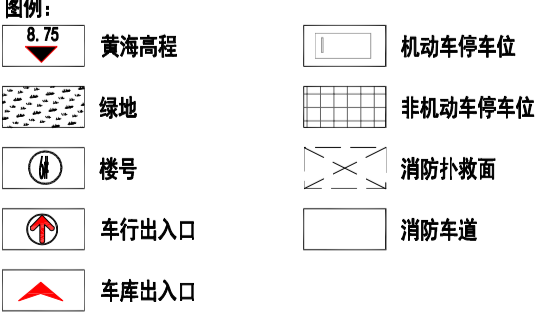 图例：
8.75
黄海高程
机动车停车位
绿地
非机动车停车位
6#
楼号
消防扑救面
车行出入口
消防车道
车库出入口